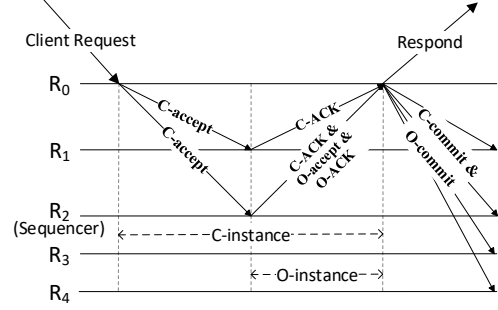 Client Request
Respond
R0
C-accept
C-accept
C-ACK
C-ACK &
O-accept &
O-ACK
C-commit &
O-commit
R1
R2
(Sequencer)
C-instance
R3
O-instance
R4